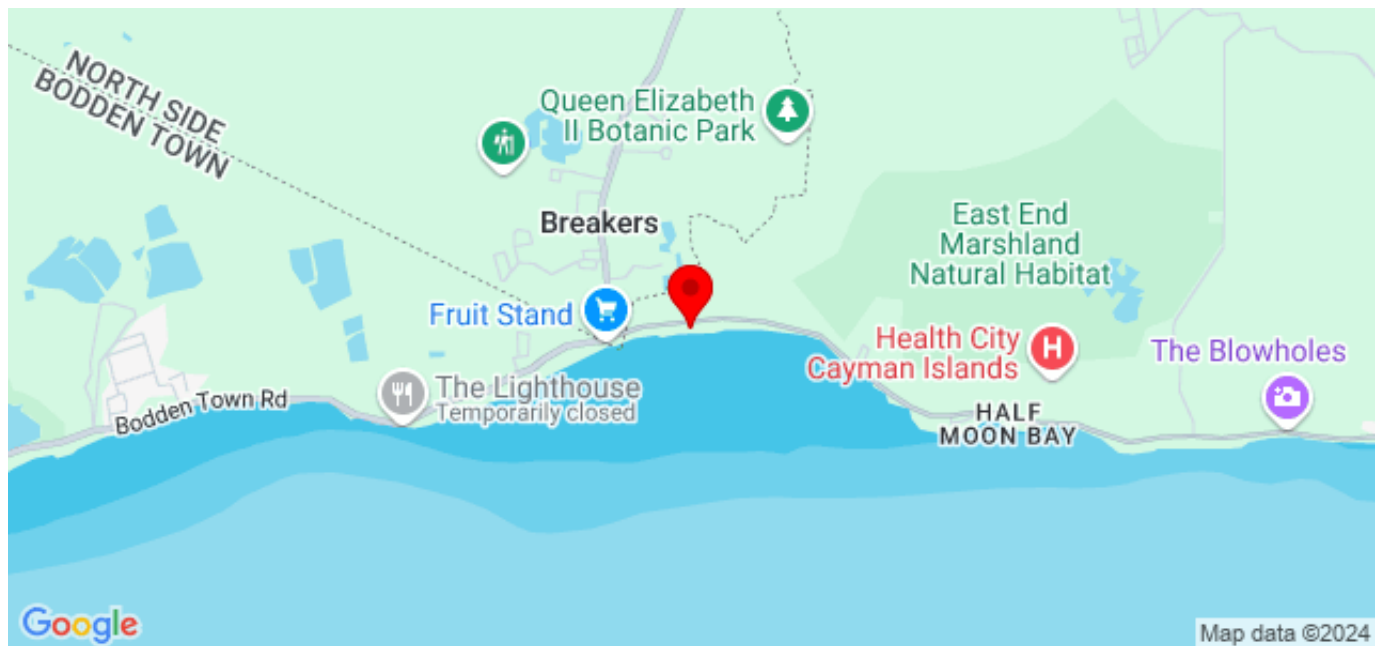 NORTH SIDE
BODDEN TOWN
Queen Elizabeth
II Botanic Park
Breakers
East End
Marshland
Natural Habitat
Fruit Stand
Health City
Cayman Islands
H
The Blowholes
The Lighthouse
Temporarily closed
Bodden Town Rd
HALF
MOON BAY
Google
Map data ©2024